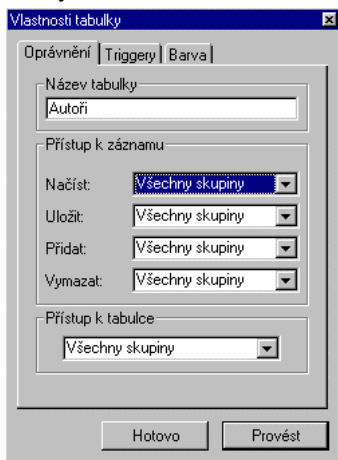 Vlastnosti tabulky
Oprávnění Triggery Barva
Název tabulky
Autoři
Přístup k záznamu
Načíst: Všechny skupiny
Uložit: Všechny skupiny
Přidat: Všechny skupiny
Vymazat: Všechny skupiny
Přístup k tabulce
Všechny skupiny
Hotovo Provést